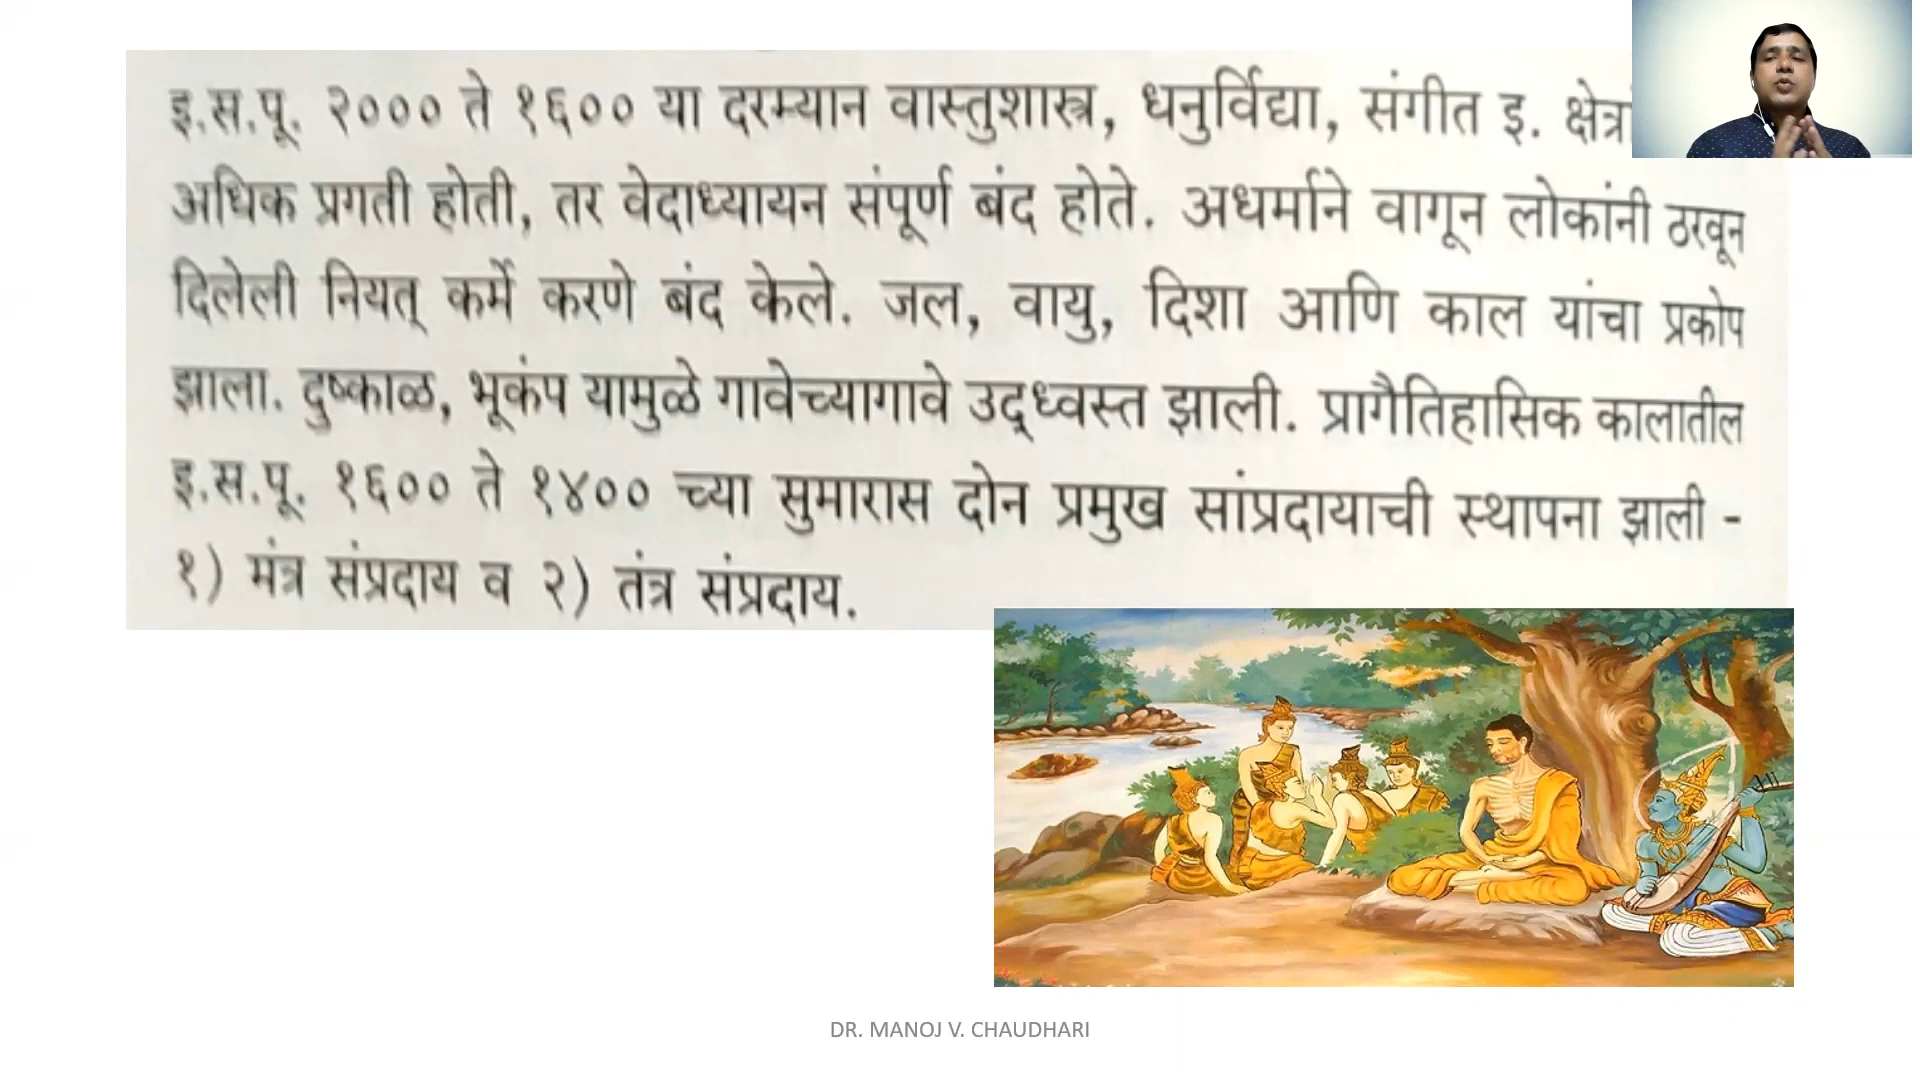 इ.स.पू. २००० ते १६०० या दरम्यान वास्तुशास्त्र, धनुर्विद्या, संगीत इ. क्षेत्रा
अधिक प्रगती होती, तर वेदाध्यायन संपूर्ण बंद होते. अधर्माने वागून लोकांनी ठरवून
दिलेली नियत् कर्मे करणे बंद केले. जल, वायु, दिशा आणि काल यांचा प्रकोप
झाला. दुष्काळ, भूकंप यामुळे गावेच्यागावे उद्ध्वस्त झाली. प्रागैतिहासिक कालातील
इ.स.पू. १६०० ते १४०० च्या सुमारास दोन प्रमुख सांप्रदायाची स्थापना झाली -
१) मंत्र संप्रदाय व २) तंत्र संप्रदाय.
DR. MANOJ V. CHAUDHARI